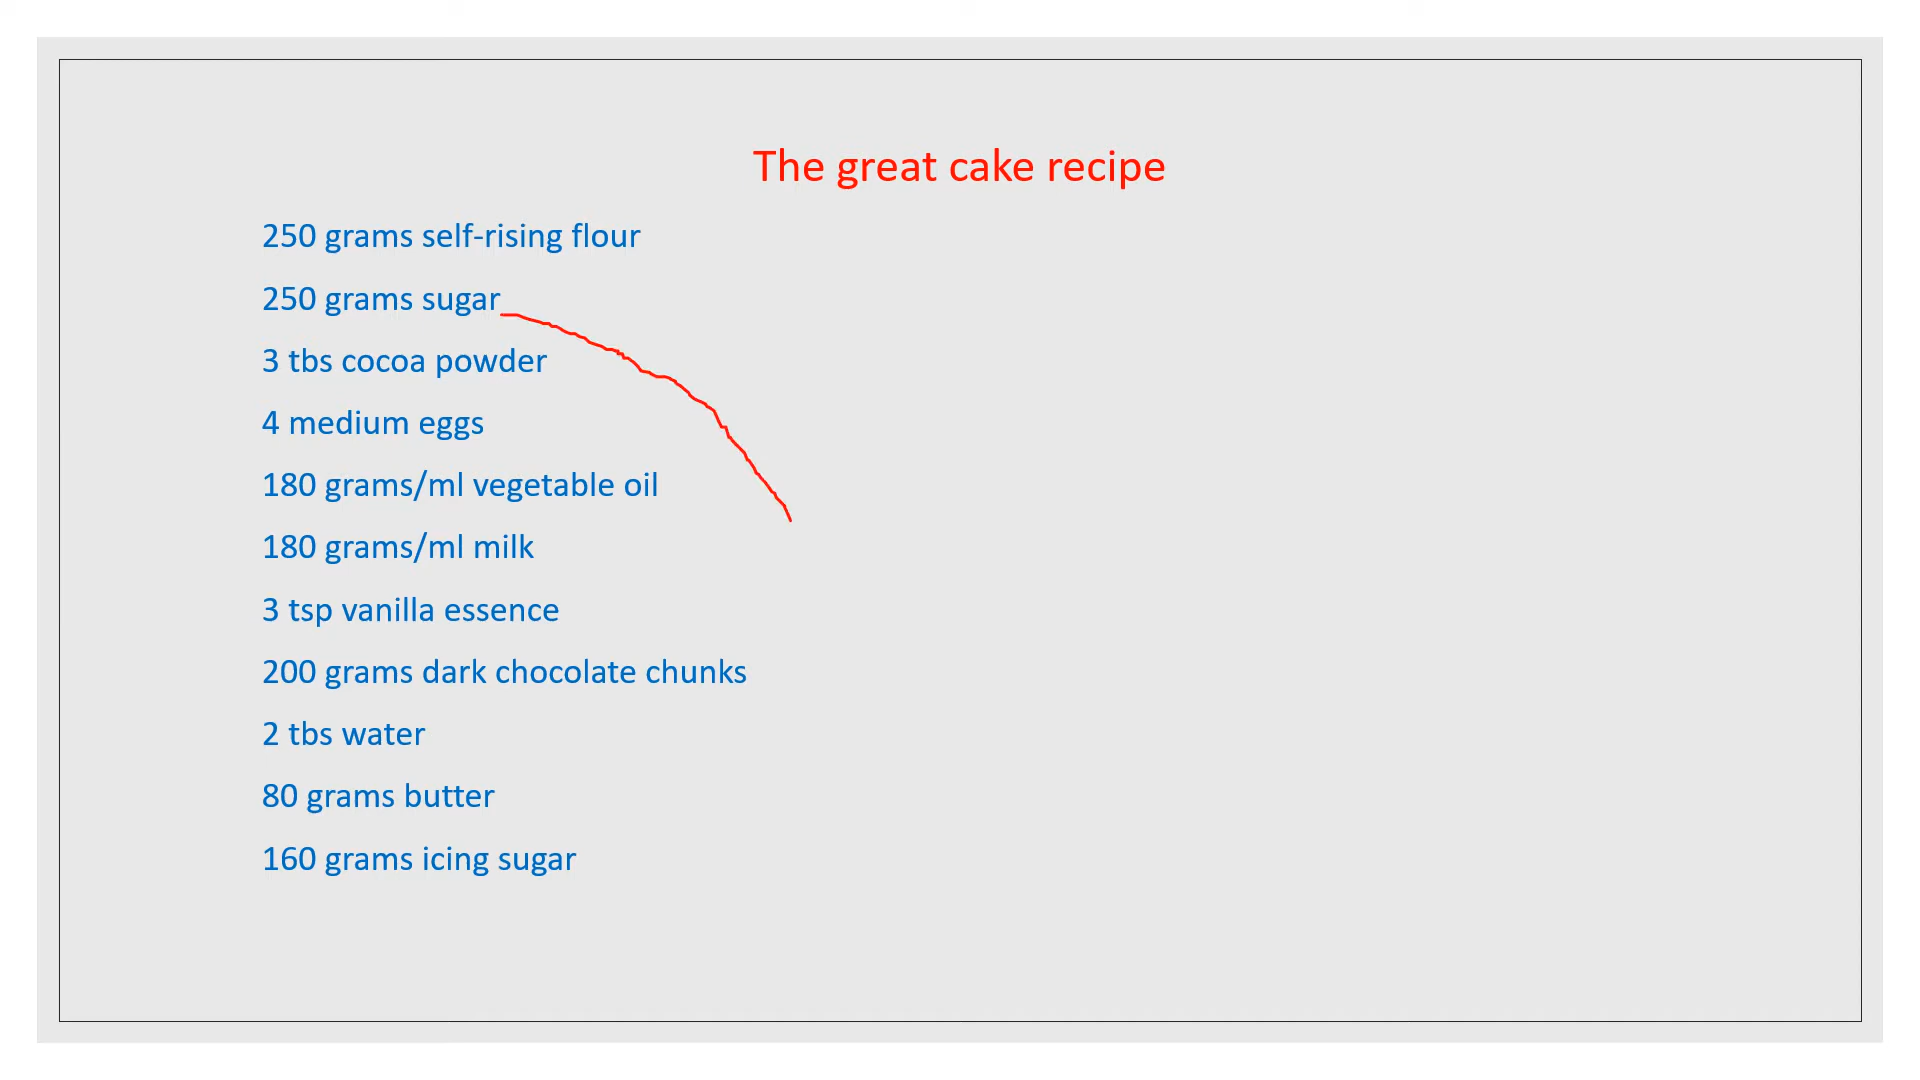 The great cake recipe
250 grams self-rising flour
250 grams sugar
3 tbs cocoa powder
4 medium eggs
180 grams/ml vegetable oil
180 grams/ml milk
3 tsp vanilla essence
200 grams dark chocolate chunks
2 tbs water
80 grams butter
160 grams icing sugar